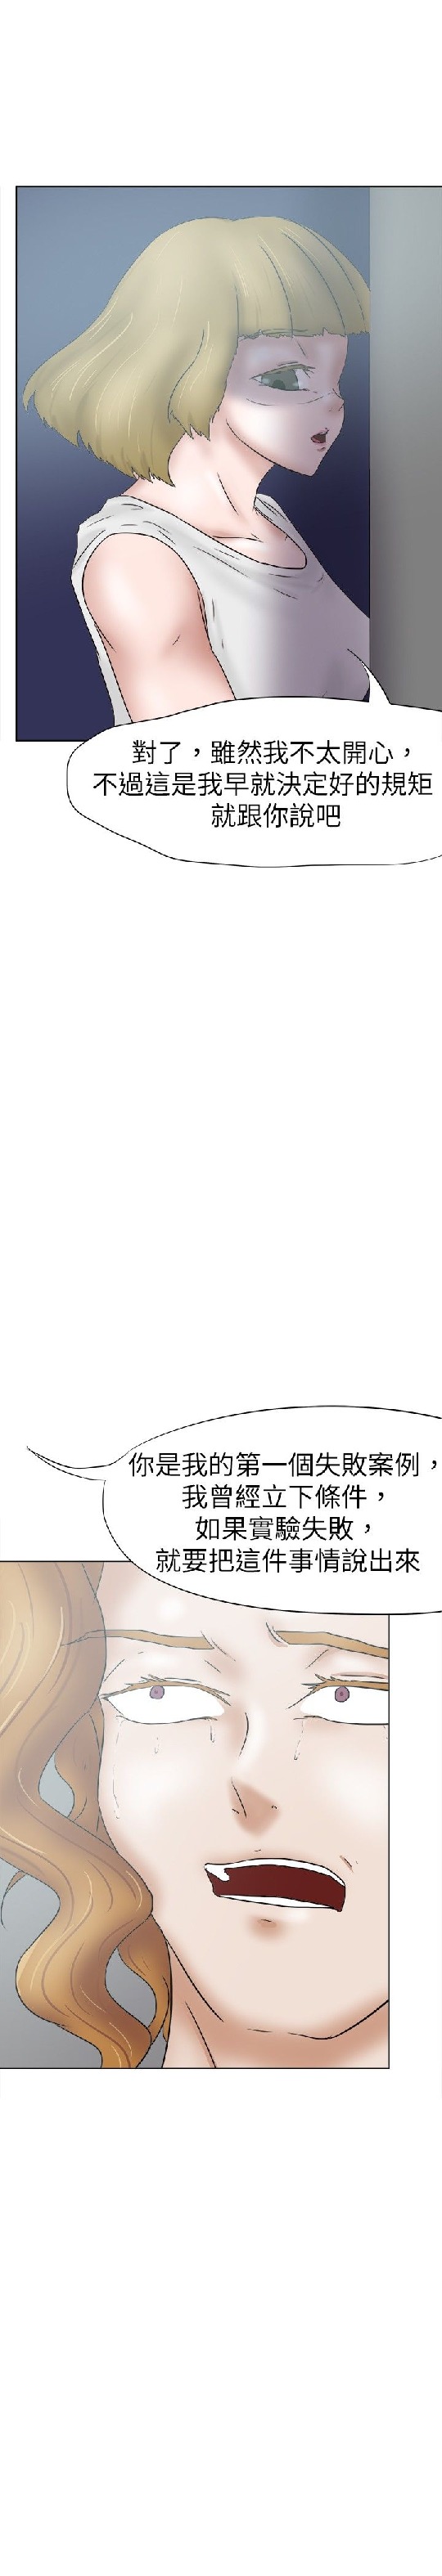 對了，雖然我不太開心，
不過這是我早就決定好的規矩
就跟你說吧
你是我的第一個失敗案例，
我曾經立下條件，
如果實驗失敗，
就要把這件事情說出來